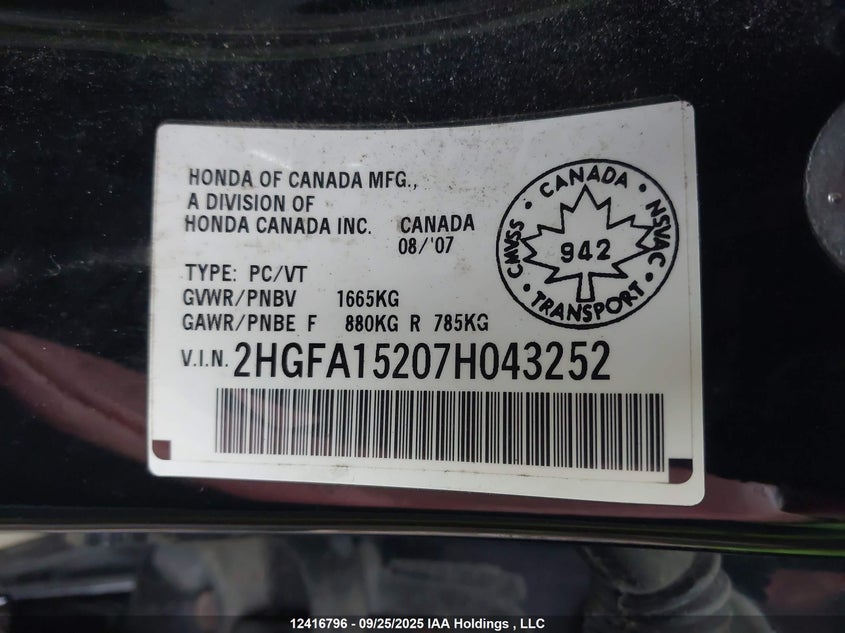 HONDA OF CANADA MFG.,
A DIVISION OF
HONDA CANADA INC. CANADA
08/'07
TYPE: PC/VT
GVWR/PNBV 1665KG
GAWR/PNBE F 880KG R 785KG
V.I.N. 2HGFA15207H043252
CMVSS · CANADA · NSVAC · TRANSPORT ·
942
12416796 - 09/25/2025 IAA Holdings , LLC